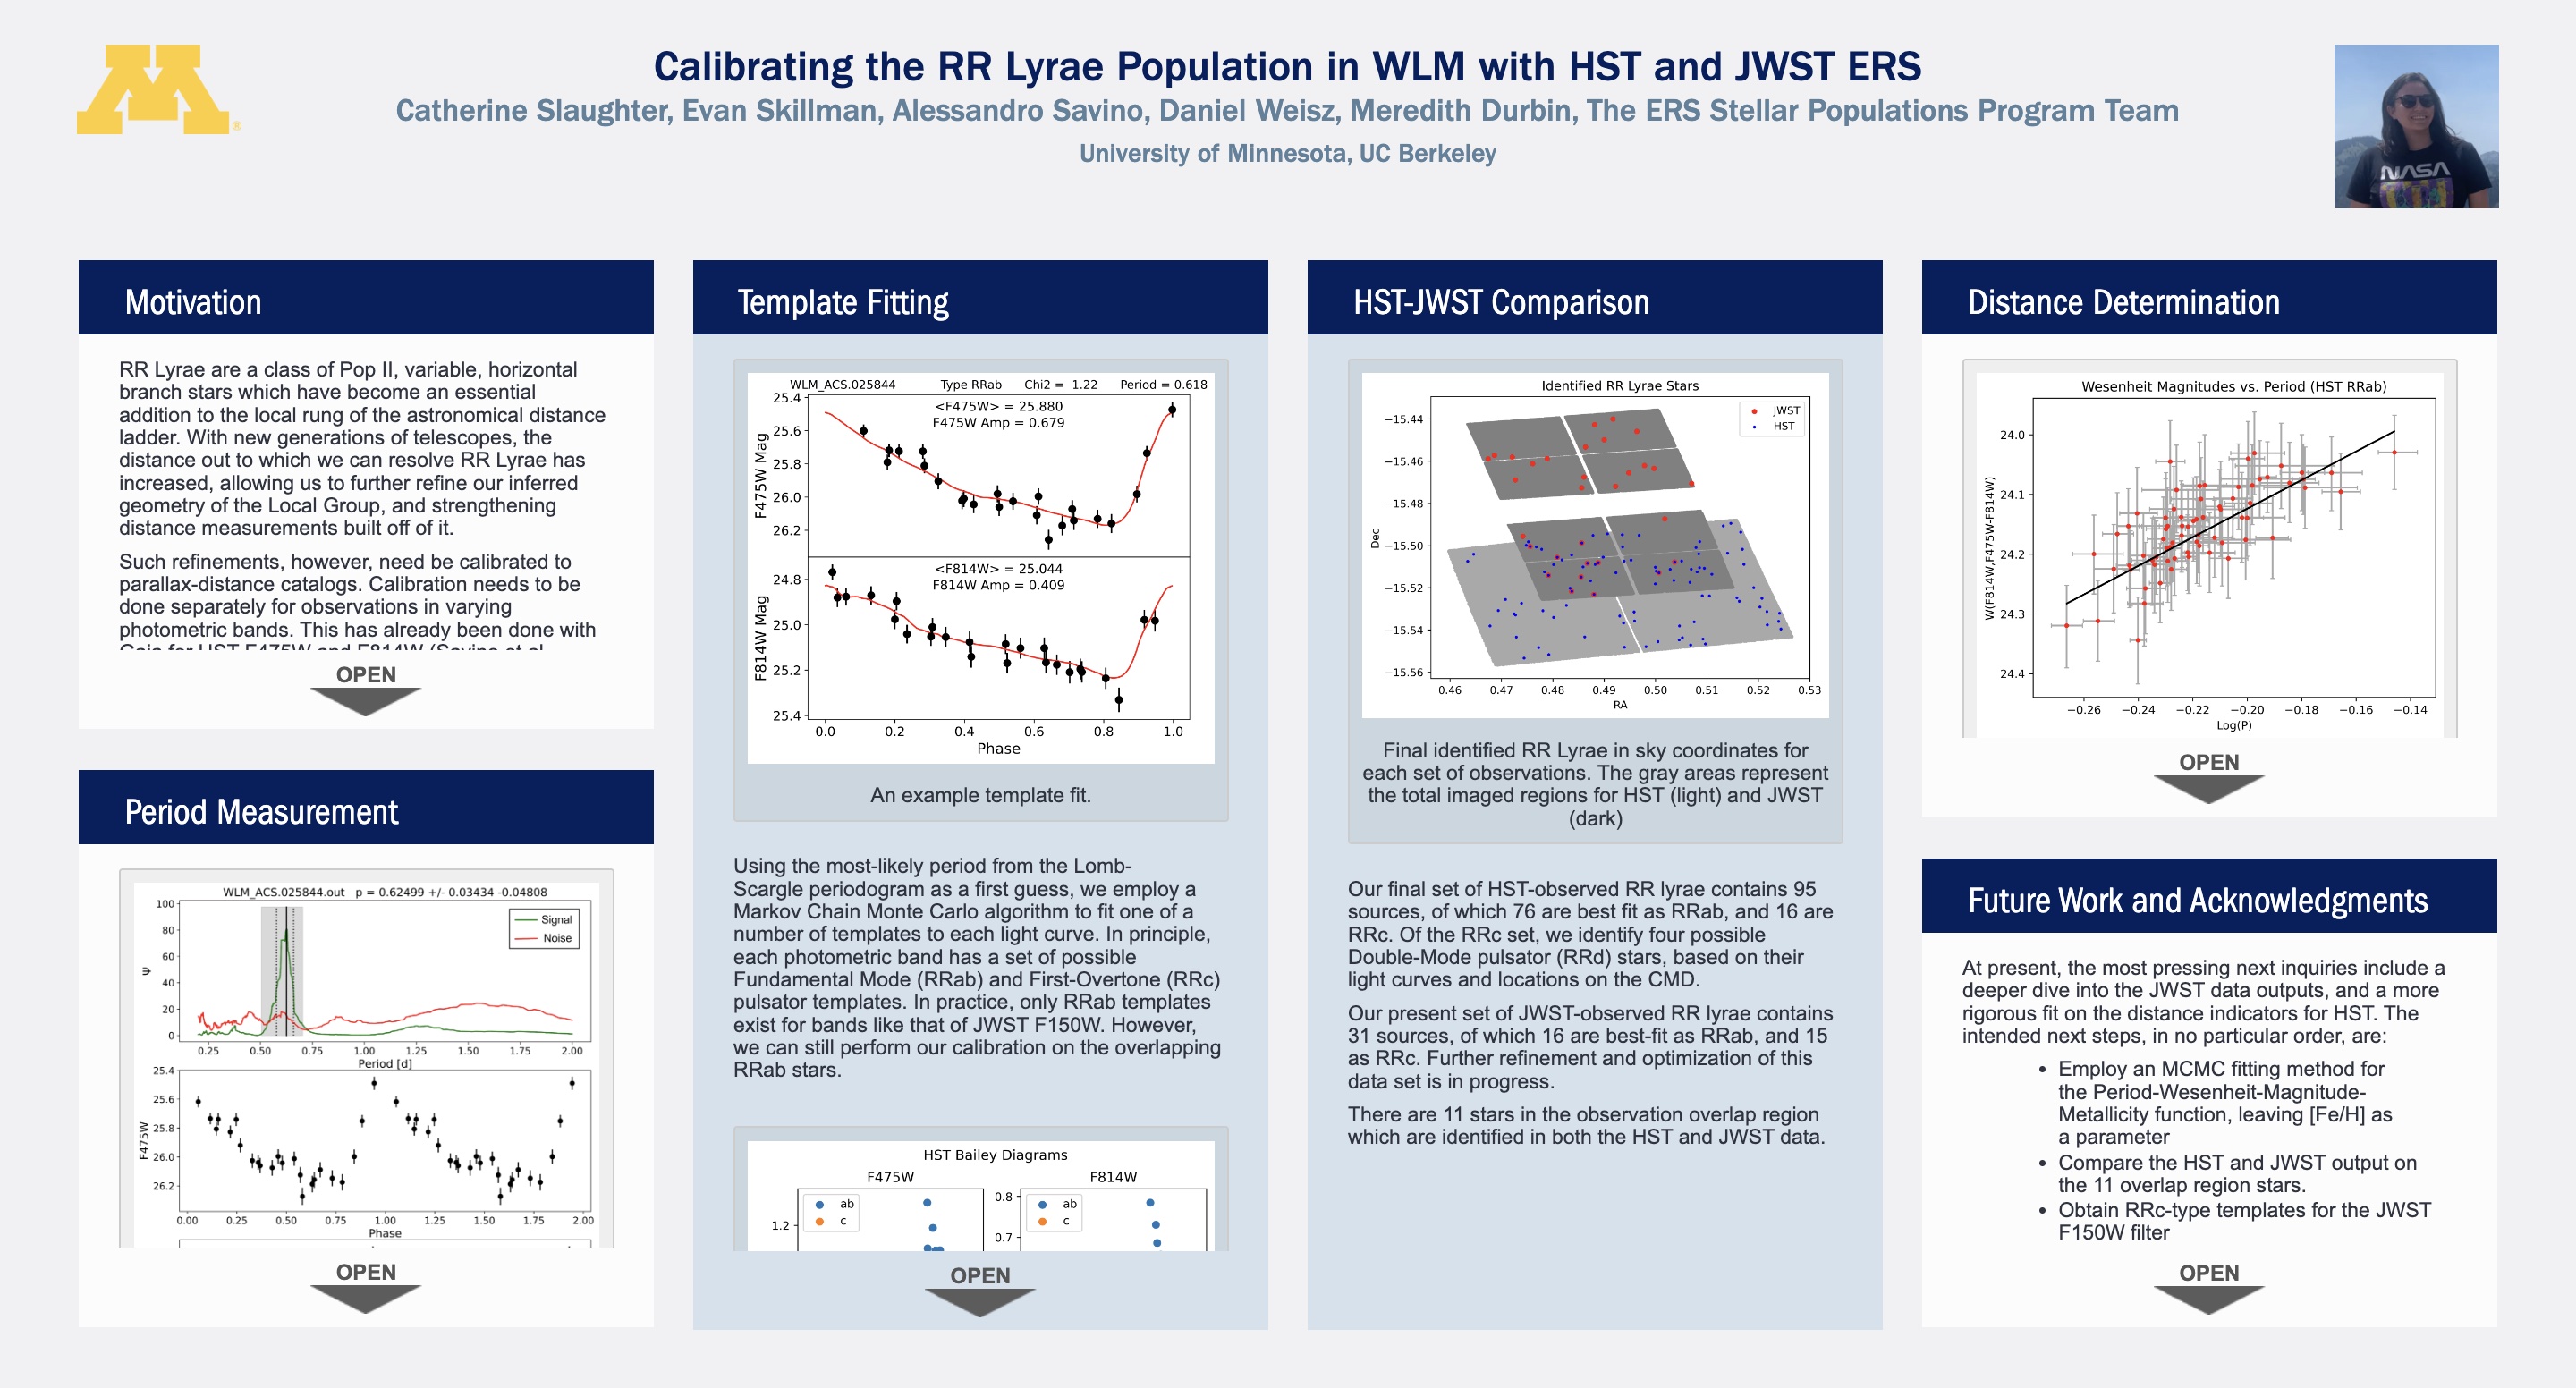 Calibrating the RR Lyrae Population in WLM with HST and JWST ERS
Catherine Slaughter, Evan Skillman, Alessandro Savino, Daniel Weisz, Meredith Durbin, The ERS Stellar Populations Program Team
University of Minnesota, UC Berkeley
M
®
NASA
Motivation
RR Lyrae are a class of Pop II, variable, horizontal
branch stars which have become an essential
addition to the local rung of the astronomical distance
ladder. With new generations of telescopes, the
distance out to which we can resolve RR Lyrae has
increased, allowing us to further refine our inferred
geometry of the Local Group, and strengthening
distance measurements built off of it.
Such refinements, however, need be calibrated to
parallax-distance catalogs. Calibration needs to be
done separately for observations in varying
photometric bands. This has already been done with
Gaia for HST F475W and F814W (Savino et al
OPEN
Period Measurement
WLM_ACS.025844.out p = 0.62499 +/- 0.03434 -0.04808
100
80
60
40
20
0
Ψ
Signal
Noise
0.25 0.50 0.75 1.00 1.25 1.50 1.75 2.00
Period [d]
25.4
25.6
25.8
26.0
26.2
F475W
0.00 0.25 0.50 0.75 1.00 1.25 1.50 1.75 2.00
Phase
OPEN
Template Fitting
WLM_ACS.025844 Type RRab Chi2 = 1.22 Period = 0.618
<F475W> = 25.880
F475W Amp = 0.679
25.4
25.6
25.8
26.0
26.2
F475W Mag
<F814W> = 25.044
F814W Amp = 0.409
24.8
25.0
25.2
25.4
F814W Mag
0.0 0.2 0.4 0.6 0.8 1.0
Phase
An example template fit.
Using the most-likely period from the Lomb-
Scargle periodogram as a first guess, we employ a
Markov Chain Monte Carlo algorithm to fit one of a
number of templates to each light curve. In principle,
each photometric band has a set of possible
Fundamental Mode (RRab) and First-Overtone (RRc)
pulsator templates. In practice, only RRab templates
exist for bands like that of JWST F150W. However,
we can still perform our calibration on the overlapping
RRab stars.
HST Bailey Diagrams
F475W
ab
c
1.2
F814W
ab
c
0.8
0.7
OPEN
HST-JWST Comparison
Identified RR Lyrae Stars
JWST
HST
−15.44
−15.46
−15.48
−15.50
−15.52
−15.54
−15.56
Dec
0.46 0.47 0.48 0.49 0.50 0.51 0.52 0.53
RA
Final identified RR Lyrae in sky coordinates for
each set of observations. The gray areas represent
the total imaged regions for HST (light) and JWST
(dark)
Our final set of HST-observed RR lyrae contains 95
sources, of which 76 are best fit as RRab, and 16 are
RRc. Of the RRc set, we identify four possible
Double-Mode pulsator (RRd) stars, based on their
light curves and locations on the CMD.
Our present set of JWST-observed RR lyrae contains
31 sources, of which 16 are best-fit as RRab, and 15
as RRc. Further refinement and optimization of this
data set is in progress.
There are 11 stars in the observation overlap region
which are identified in both the HST and JWST data.
Distance Determination
Wesenheit Magnitudes vs. Period (HST RRab)
24.0
24.1
24.2
24.3
24.4
W(F814W,F475W-F814W)
−0.26 −0.24 −0.22 −0.20 −0.18 −0.16 −0.14
Log(P)
OPEN
Future Work and Acknowledgments
At present, the most pressing next inquiries include a
deeper dive into the JWST data outputs, and a more
rigorous fit on the distance indicators for HST. The
intended next steps, in no particular order, are:
• Employ an MCMC fitting method for
the Period-Wesenheit-Magnitude-
Metallicity function, leaving [Fe/H] as
a parameter
• Compare the HST and JWST output on
the 11 overlap region stars.
• Obtain RRc-type templates for the JWST
F150W filter
OPEN